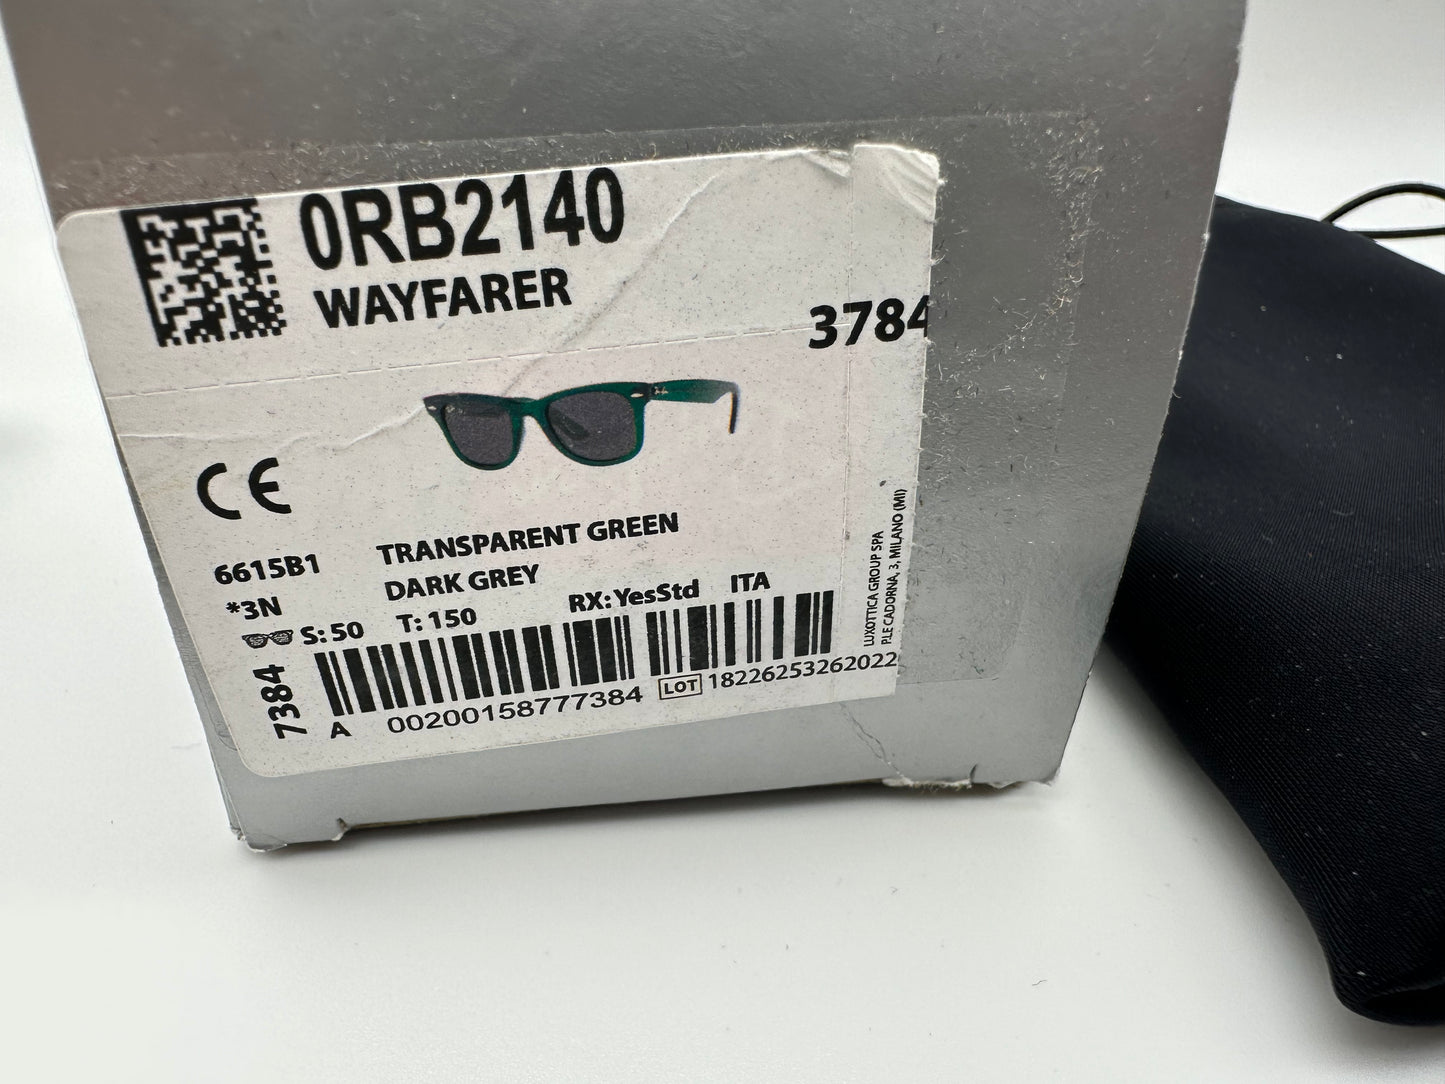 0RB2140
WAYFARER
3784
CE
6615B1 TRANSPARENT GREEN
*3N DARK GREY
S: 50 T: 150 RX: YesStd ITA
7384
A 00200158777384 LOT 18226253262022
LUXOTTICA GROUP SPA
P.LE CADORNA, 3, MILANO (MI)